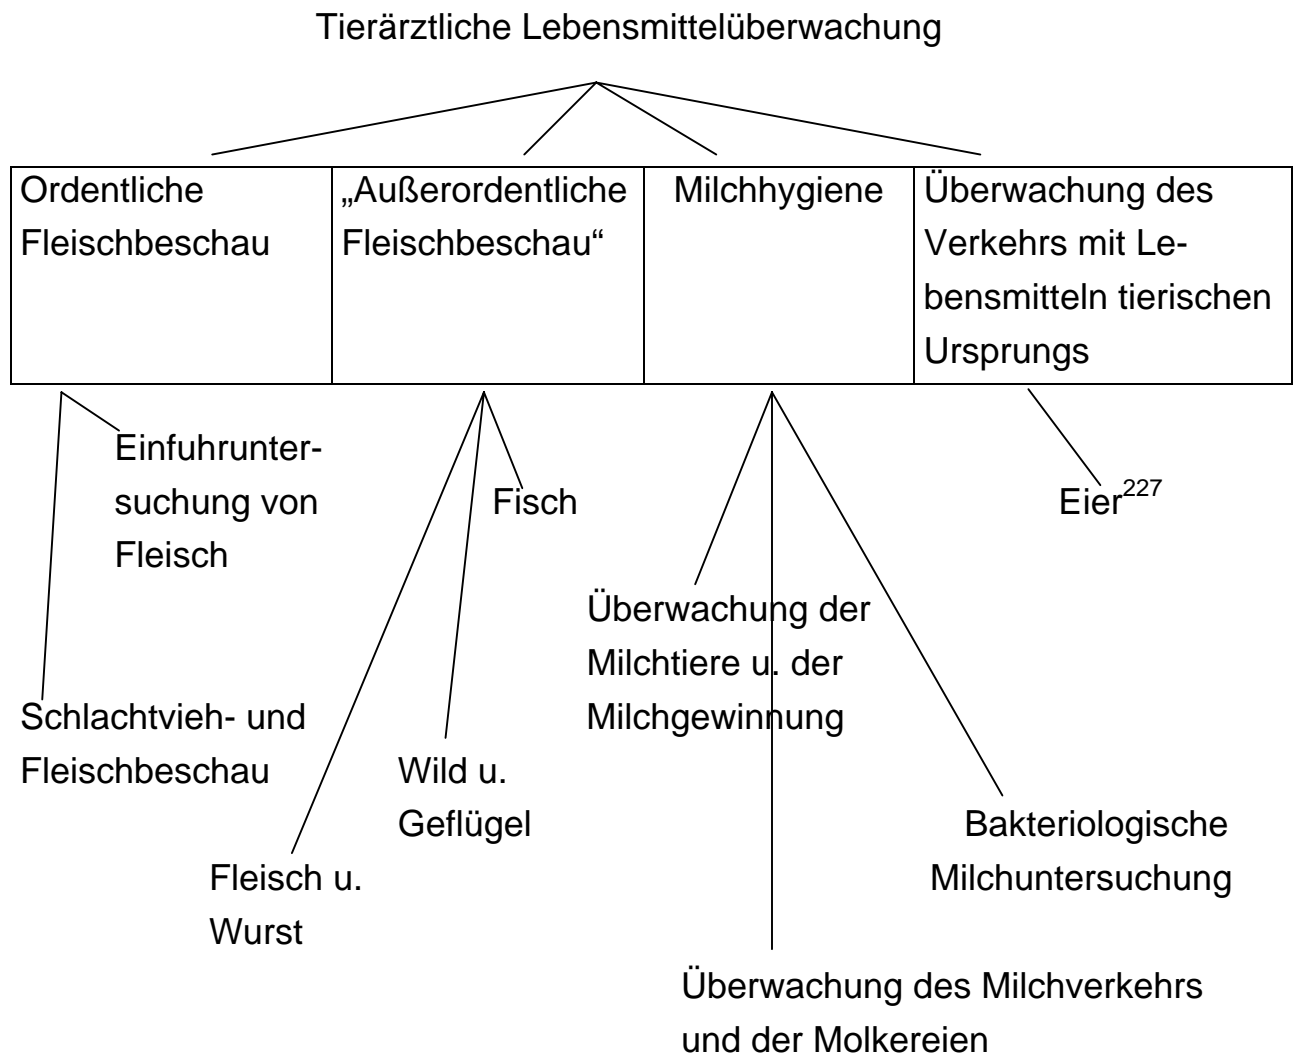 Tierärztliche Lebensmittelüberwachung
Ordentliche
Fleischbeschau
„Außerordentliche
Fleischbeschau“
Milchhygiene
Überwachung des
Verkehrs mit Le-
bensmitteln tierischen
Ursprungs
Einfuhrunter-
suchung von
Fleisch
Schlachtvieh- und
Fleischbeschau
Fisch
Wild u.
Geflügel
Fleisch u.
Wurst
Überwachung der
Milchtiere u. der
Milchgewinnung
Bakteriologische
Milchuntersuchung
Überwachung des Milchverkehrs
und der Molkereien
Eier²²⁷